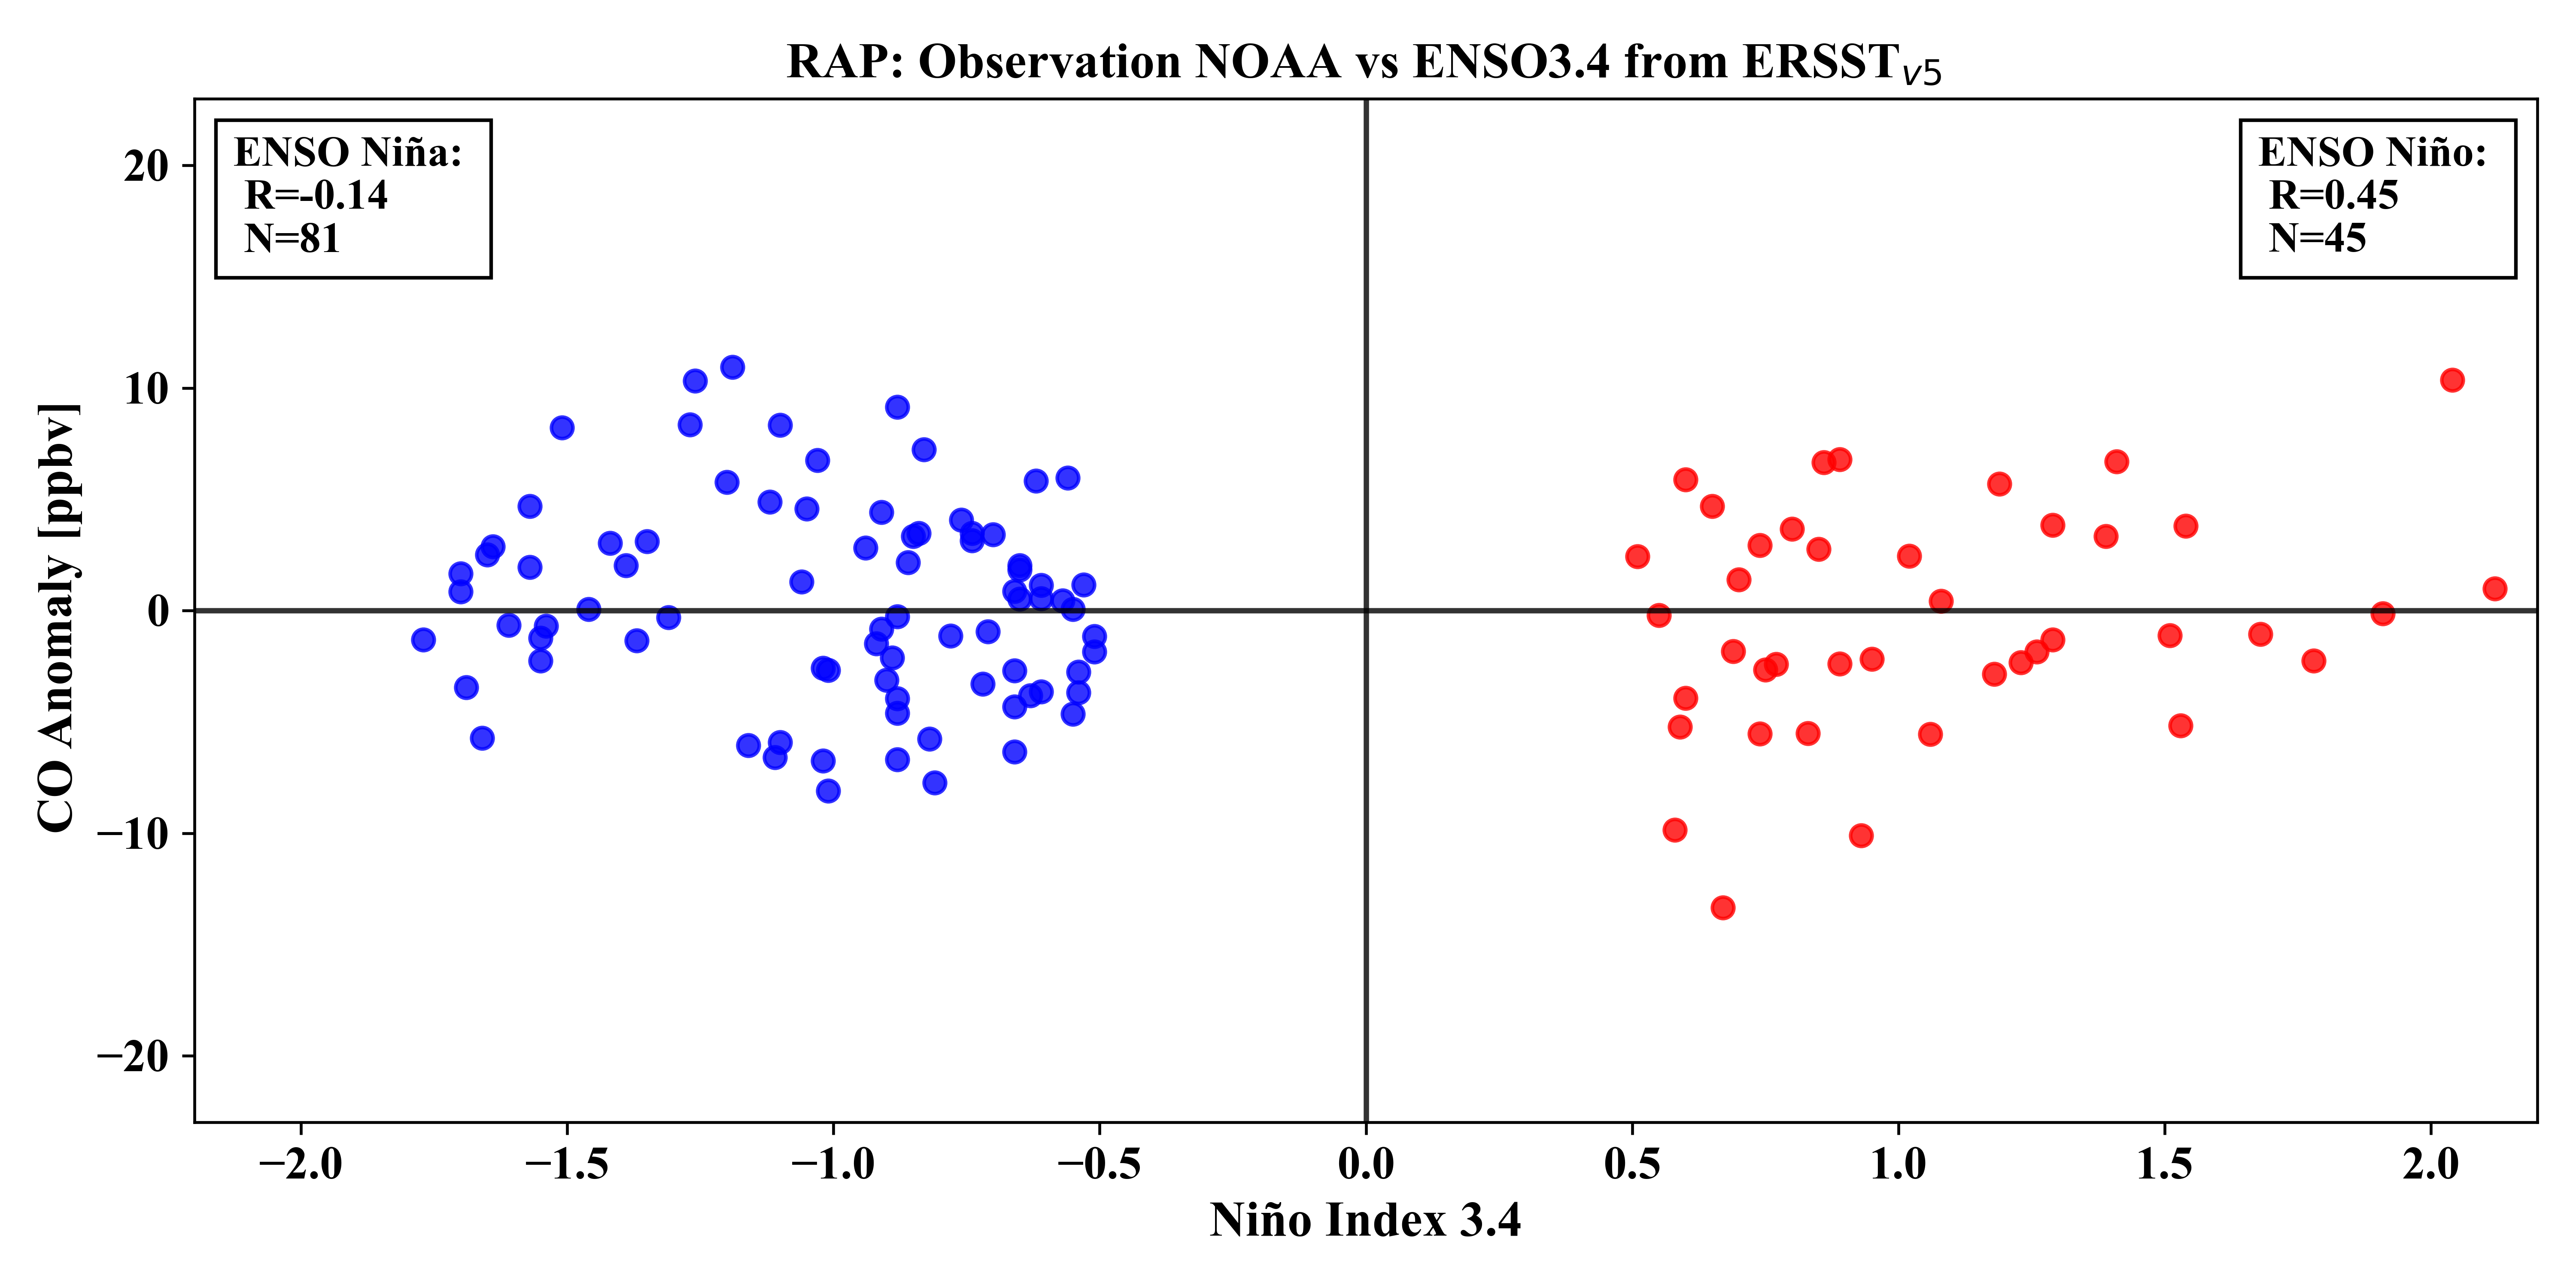 RAP: Observation NOAA vs ENSO3.4 from ERSST_v5
ENSO Niña:
R=-0.14
N=81
ENSO Niño:
R=0.45
N=45
CO Anomaly [ppbv]
20
10
0
−10
−20
−2.0 −1.5 −1.0 −0.5 0.0 0.5 1.0 1.5 2.0
Niño Index 3.4